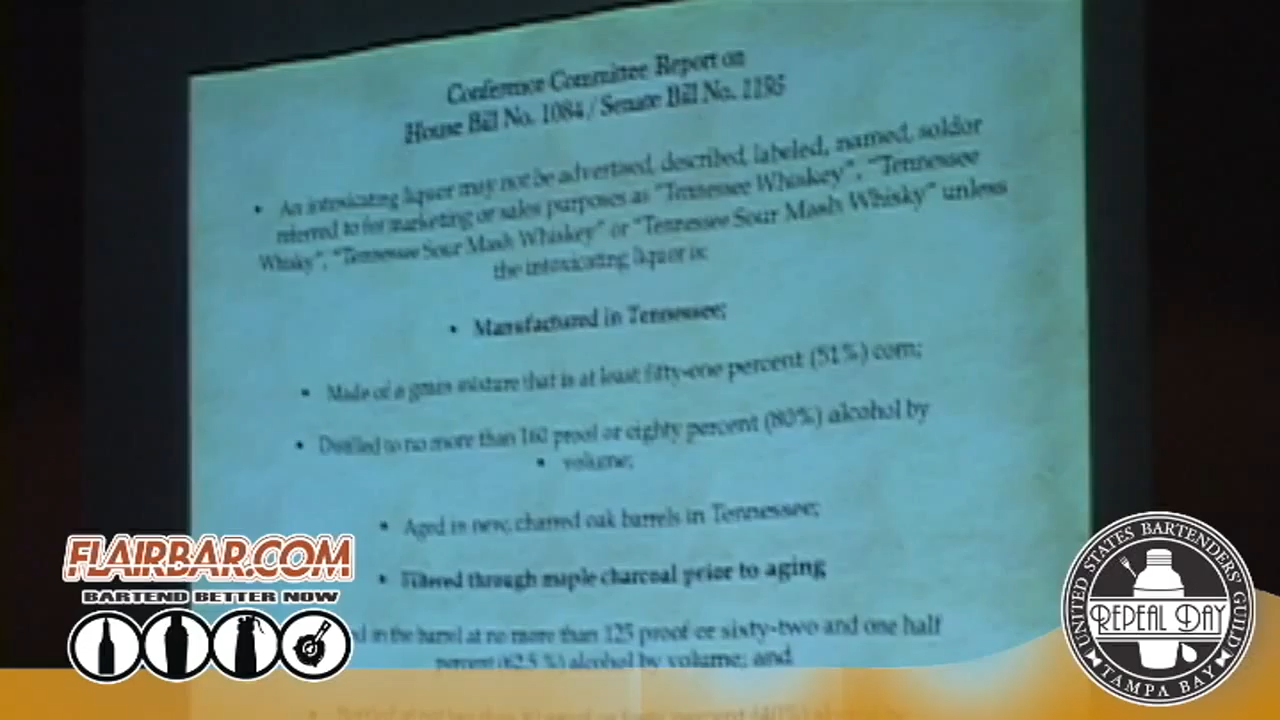 Conference Committee Report on
House Bill No. 1084 / Senate Bill No. 1195
• An intoxicating liquor may not be advertised, described, labeled, named, soldor
referred to for marketing or sales purposes as "Tennessee Whiskey", "Tennessee
Whisky", "Tennessee Sour Mash Whiskey" or "Tennessee Sour Mash Whisky" unless
the intoxicating liquor is:
• Manufactured in Tennessee;
• Made of a grain mixture that is at least fifty-one percent (51%) corn;
• Distilled to no more than 160 proof or eighty percent (80%) alcohol by
• volume;
• Aged in new, charred oak barrels in Tennessee;
• Filtered through maple charcoal prior to aging
in the barrel at no more than 125 proof or sixty-two and one half
percent (62.5 %) alcohol by volume; and
percent (40%)
FLAIRBAR.COM
BARTEND BETTER NOW
UNITED STATES BARTENDERS' GUILD
REPEAL DAY
TAMPA BAY